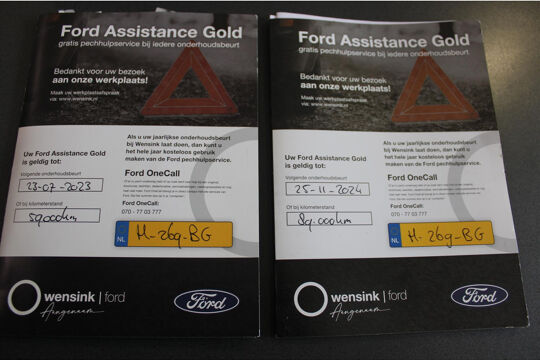 Ford Assistance Gold
gratis pechhulpservice bij iedere onderhoudsbeurt
Bedankt voor uw bezoek
aan onze werkplaats!
Maak uw werkplaatsafspraak
via: www.wensink.nl
Als u uw jaarlijkse onderhoudsbeurt
bij Wensink laat doen, dan kunt u
het hele jaar kosteloos gebruik
maken van de Ford pechhulpservice.
Uw Ford Assistance Gold
is geldig tot:
Volgende onderhoudsbeurt
23-07-2023
Of bij kilometerstand
59.000km
Ford OneCall
Ford OneCall:
070 - 77 03 777
NL H-269-BG
wensink | ford
Aangenaam
Ford
Ford Assistance Gold
gratis pechhulpservice bij iedere onderhoudsbeurt
Bedankt voor uw bezoek
aan onze werkplaats!
Maak uw werkplaatsafspraak
via: www.wensink.nl
Als u uw jaarlijkse onderhoudsbeurt
bij Wensink laat doen, dan kunt u
het hele jaar kosteloos gebruik
maken van de Ford pechhulpservice.
Uw Ford Assistance Gold
is geldig tot:
Volgende onderhoudsbeurt
25-11-2024
Of bij kilometerstand
89.000km
Ford OneCall
Ford OneCall:
070 - 77 03 777
NL H-269-BG
wensink | ford
Aangenaam
Ford